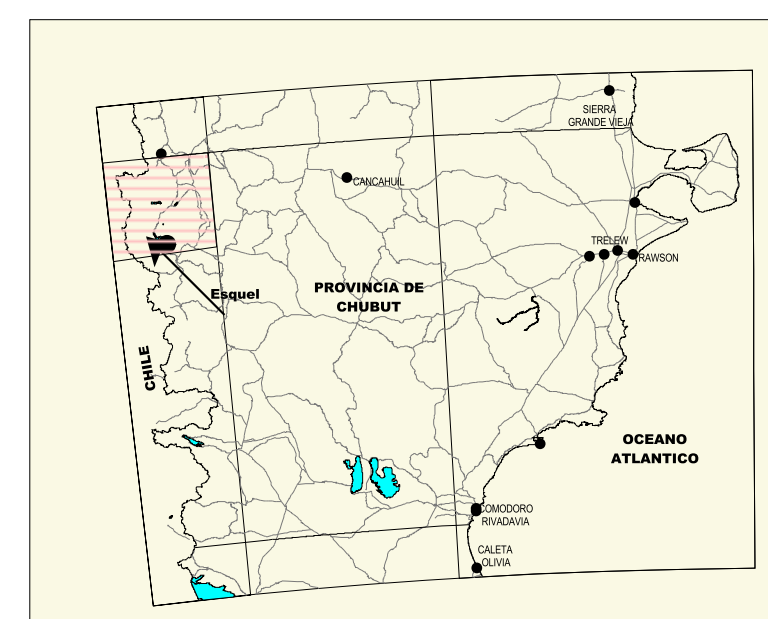 SIERRA
GRANDE VIEJA
CANCAHUIL
TRELEW
RAWSON
Esquel
PROVINCIA DE
CHUBUT
CHILE
OCEANO
ATLANTICO
COMODORO
RIVADAVIA
CALETA
OLIVIA